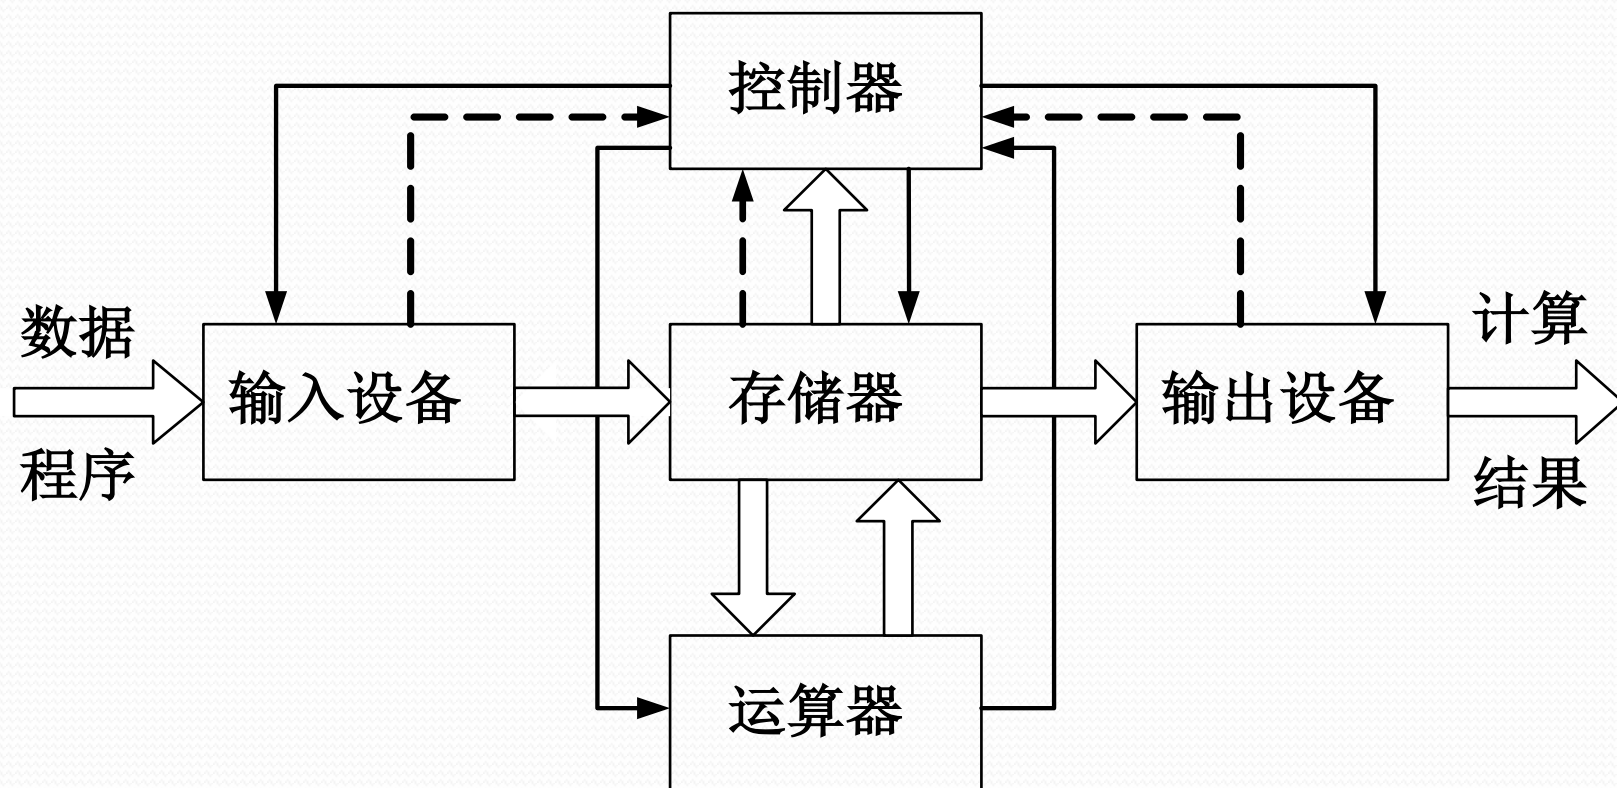 控制器
数据
程序
输入设备
存储器
输出设备
计算
结果
运算器